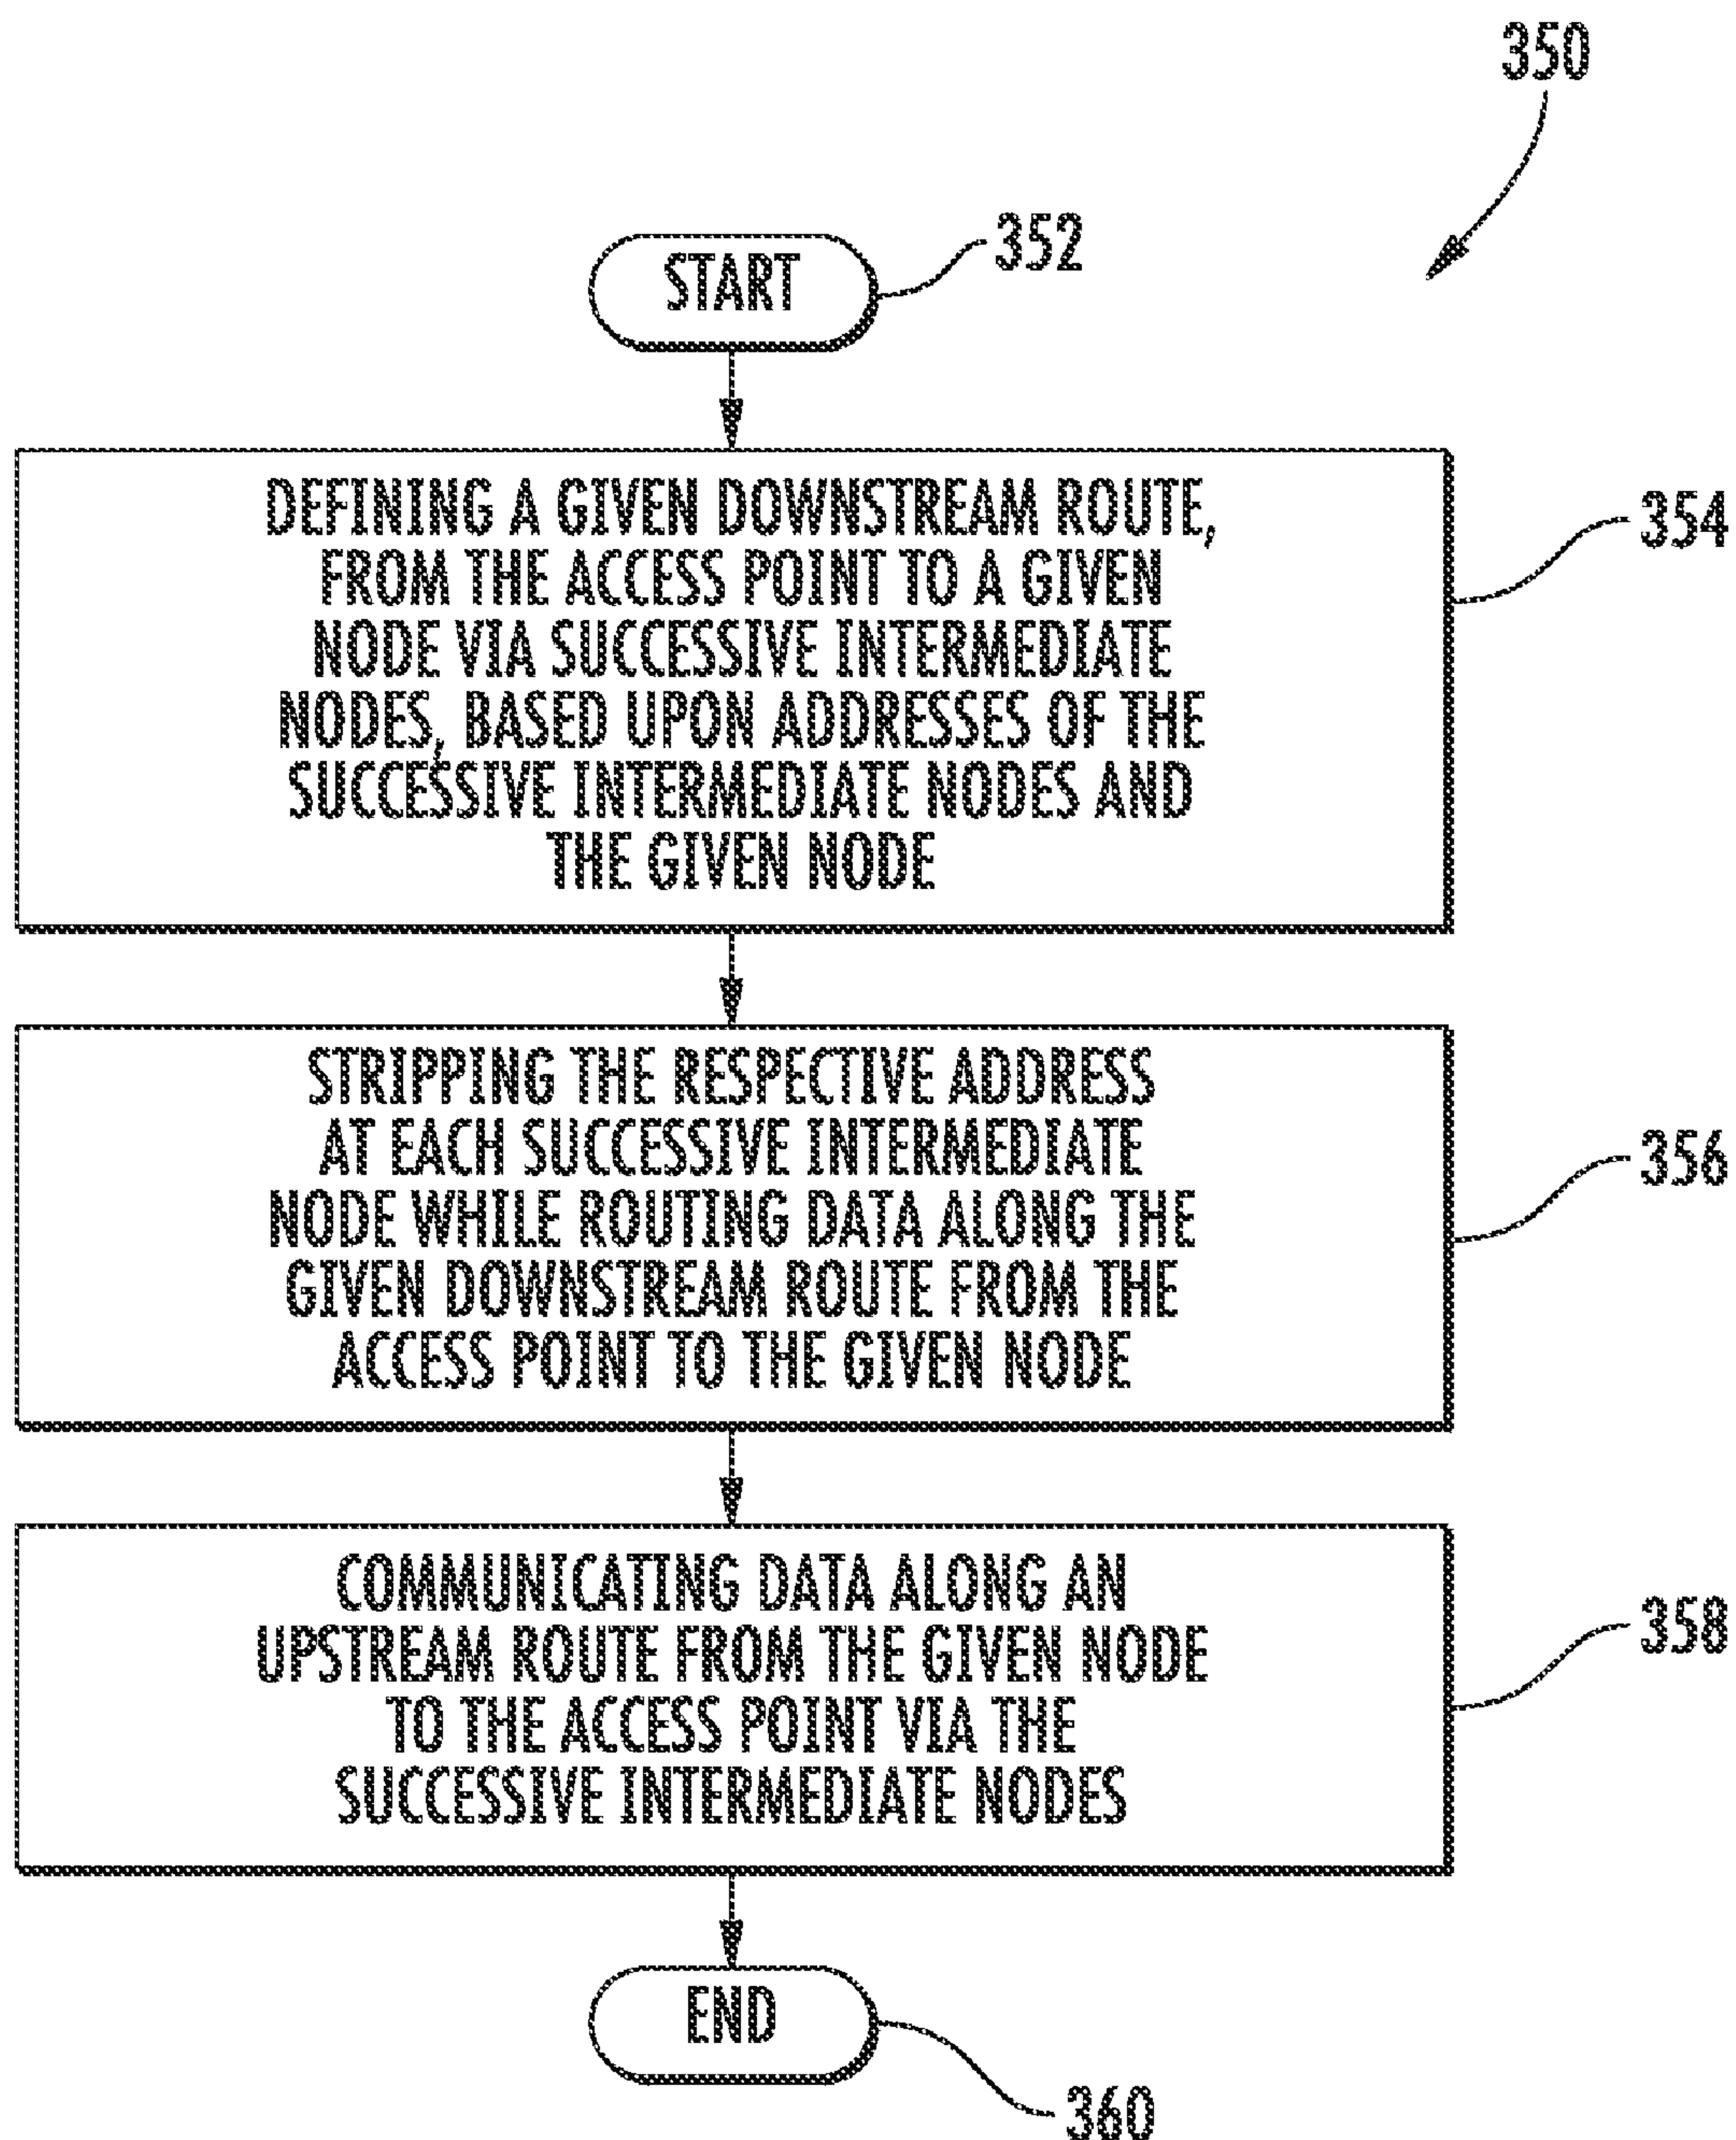 350
START
352
DEFINING A GIVEN DOWNSTREAM ROUTE,
FROM THE ACCESS POINT TO A GIVEN
NODE VIA SUCCESSIVE INTERMEDIATE
NODES, BASED UPON ADDRESSES OF THE
SUCCESSIVE INTERMEDIATE NODES AND
THE GIVEN NODE
354
STRIPPING THE RESPECTIVE ADDRESS
AT EACH SUCCESSIVE INTERMEDIATE
NODE WHILE ROUTING DATA ALONG THE
GIVEN DOWNSTREAM ROUTE FROM THE
ACCESS POINT TO THE GIVEN NODE
356
COMMUNICATING DATA ALONG AN
UPSTREAM ROUTE FROM THE GIVEN NODE
TO THE ACCESS POINT VIA THE
SUCCESSIVE INTERMEDIATE NODES
358
END
360